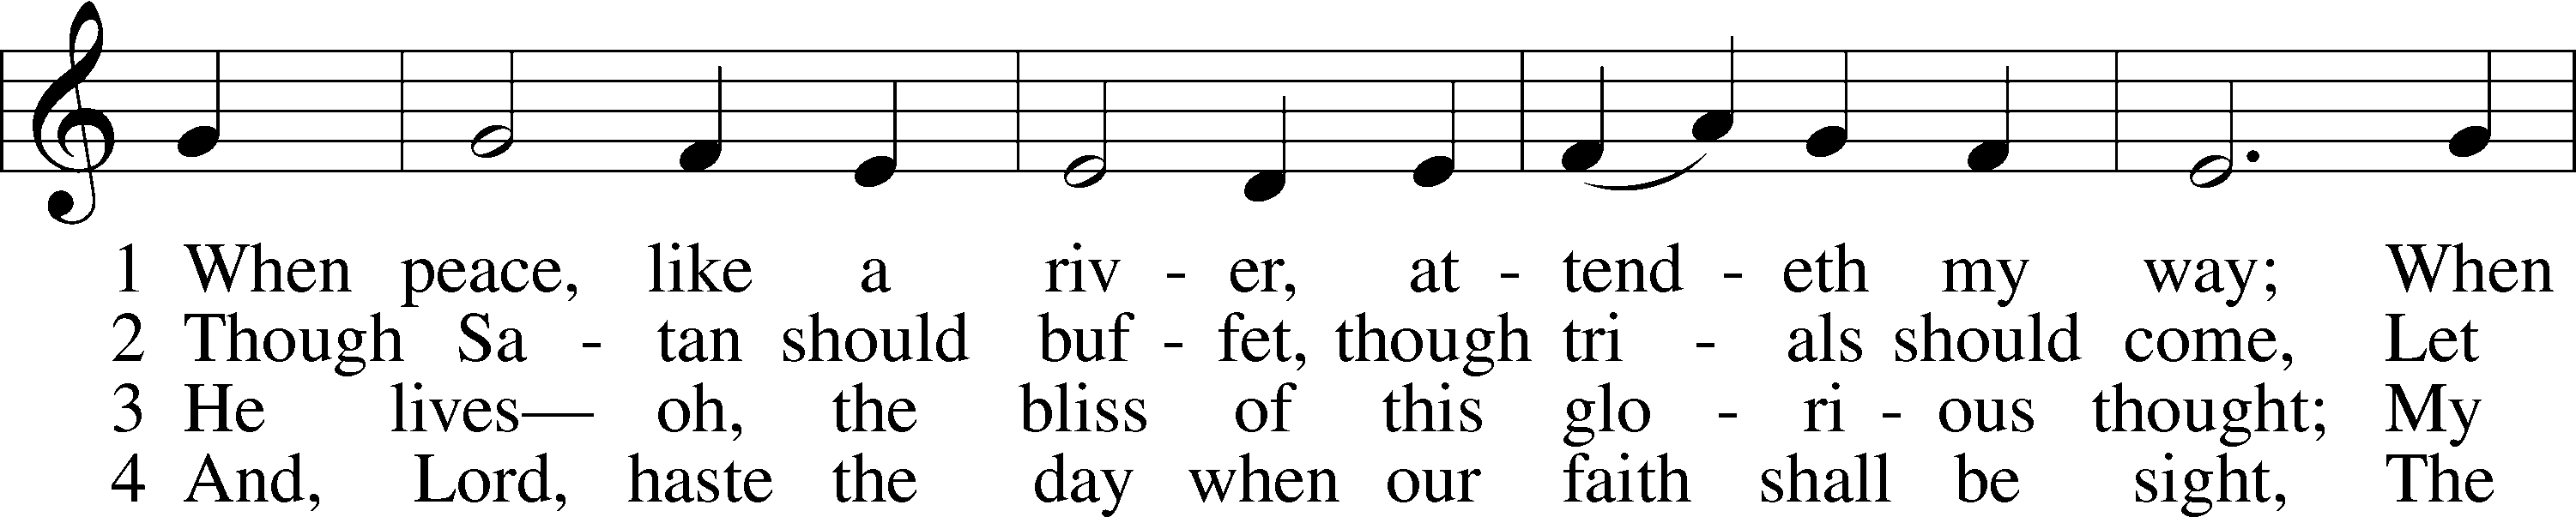 1 When peace, like a riv - er, at - tend - eth my way; When
2 Though Sa - tan should buf - fet, though tri - als should come, Let
3 He lives— oh, the bliss of this glo - ri - ous thought; My
4 And, Lord, haste the day when our faith shall be sight, The